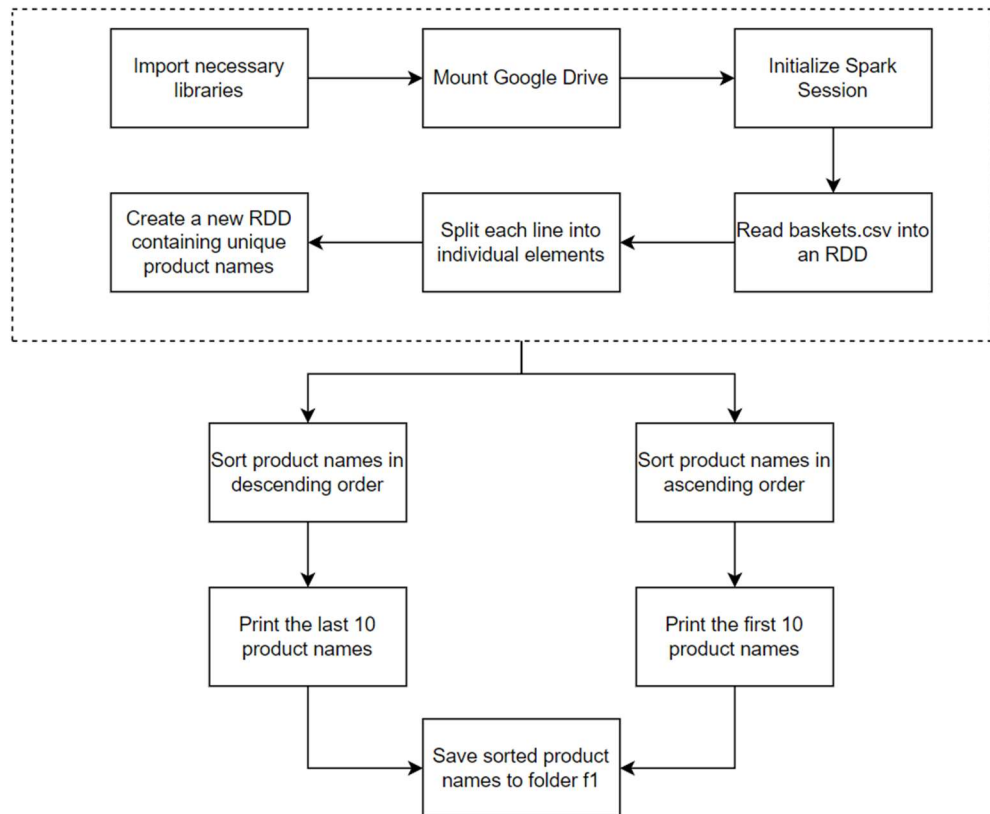 Import necessary
libraries
Mount Google Drive
Initialize Spark
Session
Read baskets.csv into
an RDD
Split each line into
individual elements
Create a new RDD
containing unique
product names
Sort product names in
descending order
Sort product names in
ascending order
Print the last 10
product names
Print the first 10
product names
Save sorted product
names to folder f1